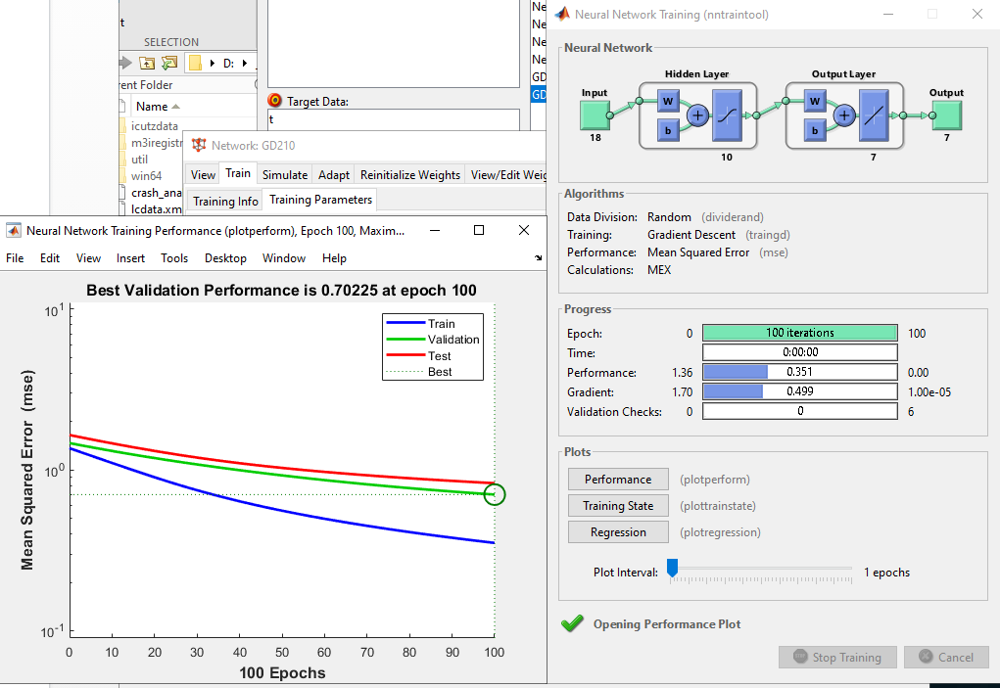 t
SELECTION
D:
rent Folder
Name
icutzdata
m3iregistr
util
win64
crash_ana
lcdata.xm
Target Data:
t
Ne
Ne
Ne
Ne
GD
GD
Network: GD210
View Train Simulate Adapt Reinitialize Weights View/Edit Weig
Training Info Training Parameters
Neural Network Training Performance (plotperform), Epoch 100, Maxim...
File Edit View Insert Tools Desktop Window Help
Best Validation Performance is 0.70225 at epoch 100
Train
Validation
Test
Best
Mean Squared Error (mse)
10^1
10^0
10^-1
0 10 20 30 40 50 60 70 80 90 100
100 Epochs
Neural Network Training (nntraintool)
Neural Network
Hidden Layer Output Layer
Input Output
W W
b b
+ +
18 10 7 7
Algorithms
Data Division: Random (dividerand)
Training: Gradient Descent (traingd)
Performance: Mean Squared Error (mse)
Calculations: MEX
Progress
Epoch: 0 100 iterations 100
Time: 0:00:00
Performance: 1.36 0.351 0.00
Gradient: 1.70 0.499 1.00e-05
Validation Checks: 0 0 6
Plots
Performance (plotperform)
Training State (plottrainstate)
Regression (plotregression)
Plot Interval: 1 epochs
Opening Performance Plot
Stop Training Cancel